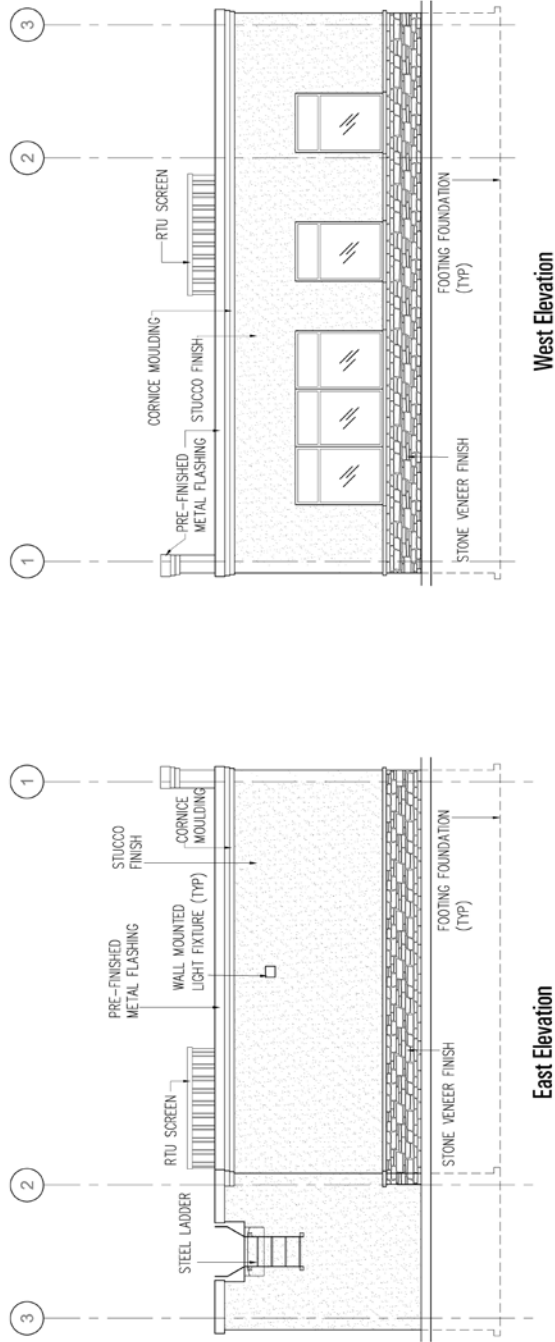 3
2
1
RTU SCREEN
CORNICE MOULDING
STUCCO FINISH
PRE-FINISHED
METAL FLASHING
FOOTING FOUNDATION
(TYP)
STONE VENEER FINISH
West Elevation
1
2
3
STUCCO
FINISH
CORNICE
MOULDING
PRE-FINISHED
METAL FLASHING
WALL MOUNTED
LIGHT FIXTURE (TYP)
RTU SCREEN
STEEL LADDER
FOOTING FOUNDATION
(TYP)
STONE VENEER FINISH
East Elevation